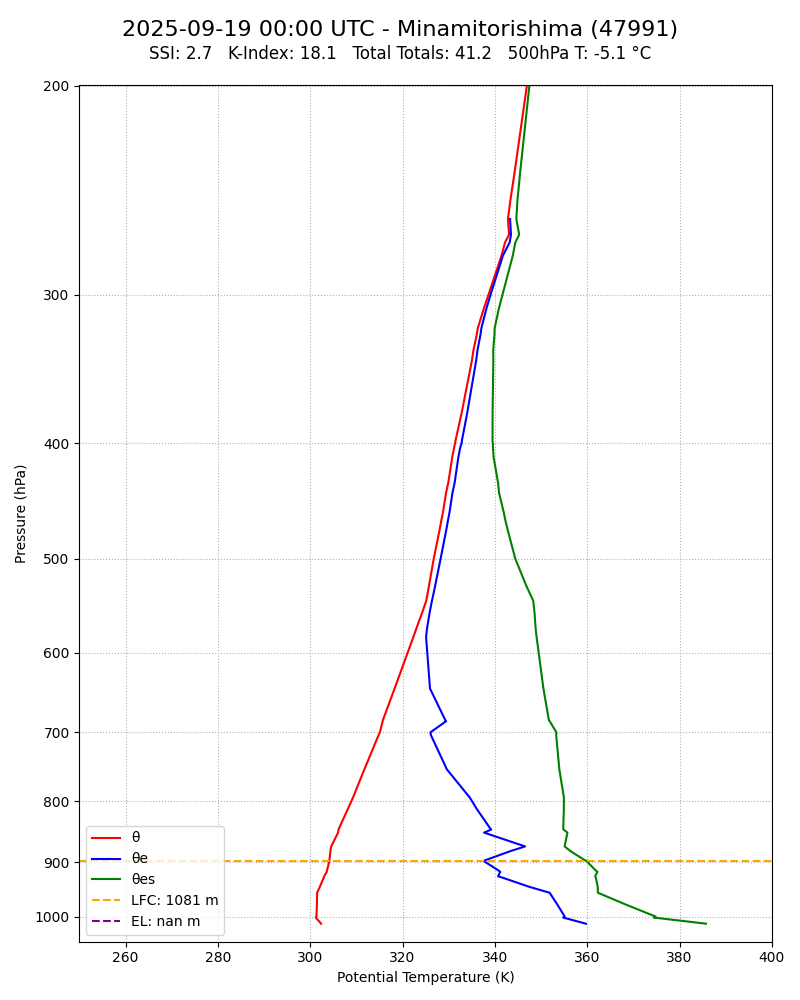 2025-09-19 00:00 UTC - Minamitorishima (47991)
SSI: 2.7   K-Index: 18.1   Total Totals: 41.2   500hPa T: -5.1 °C
200
300
400
500
600
700
800
900
1000
Pressure (hPa)
θ
θe
θes
LFC: 1081 m
EL: nan m
260 280 300 320 340 360 380 400
Potential Temperature (K)